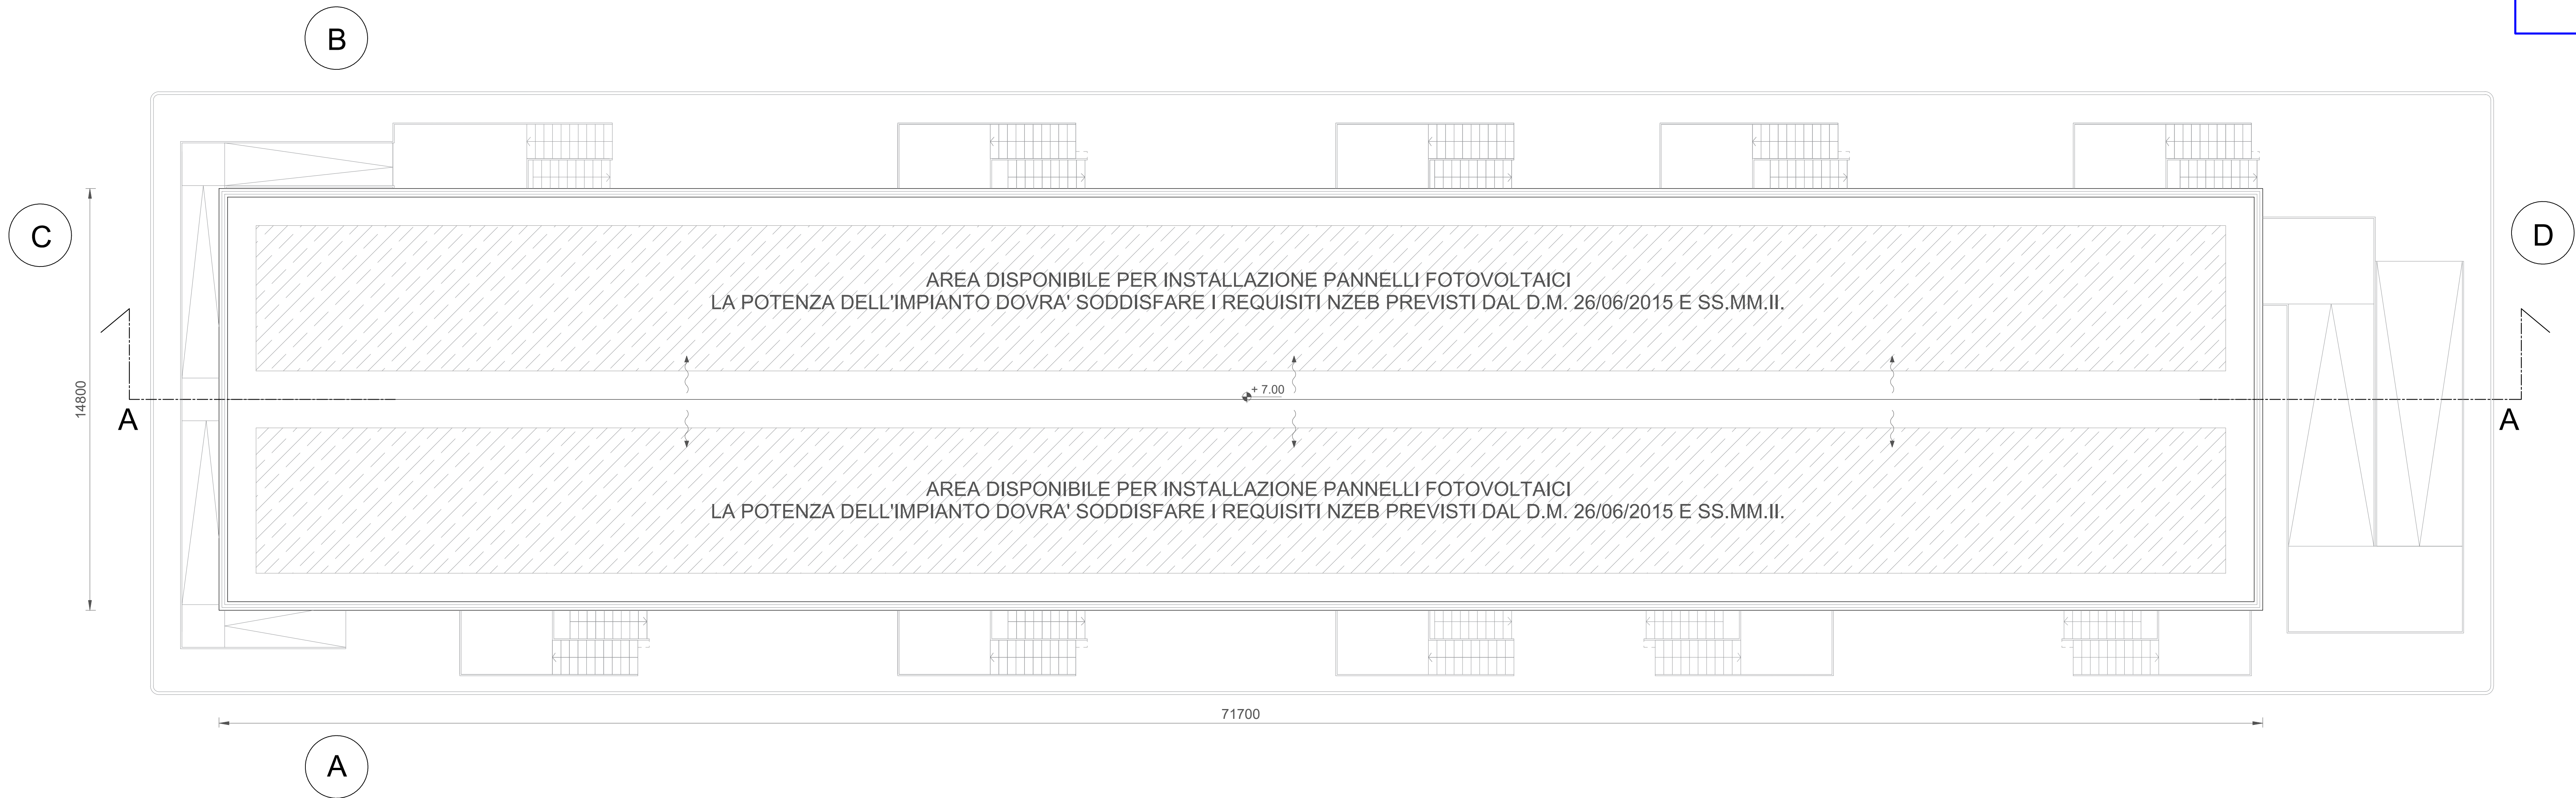 B
C
D
AREA DISPONIBILE PER INSTALLAZIONE PANNELLI FOTOVOLTAICI
LA POTENZA DELL'IMPIANTO DOVRA' SODDISFARE I REQUISITI NZEB PREVISTI DAL D.M. 26/06/2015 E SS.MM.II.
14800
+ 7.00
A
A
AREA DISPONIBILE PER INSTALLAZIONE PANNELLI FOTOVOLTAICI
LA POTENZA DELL'IMPIANTO DOVRA' SODDISFARE I REQUISITI NZEB PREVISTI DAL D.M. 26/06/2015 E SS.MM.II.
71700
A